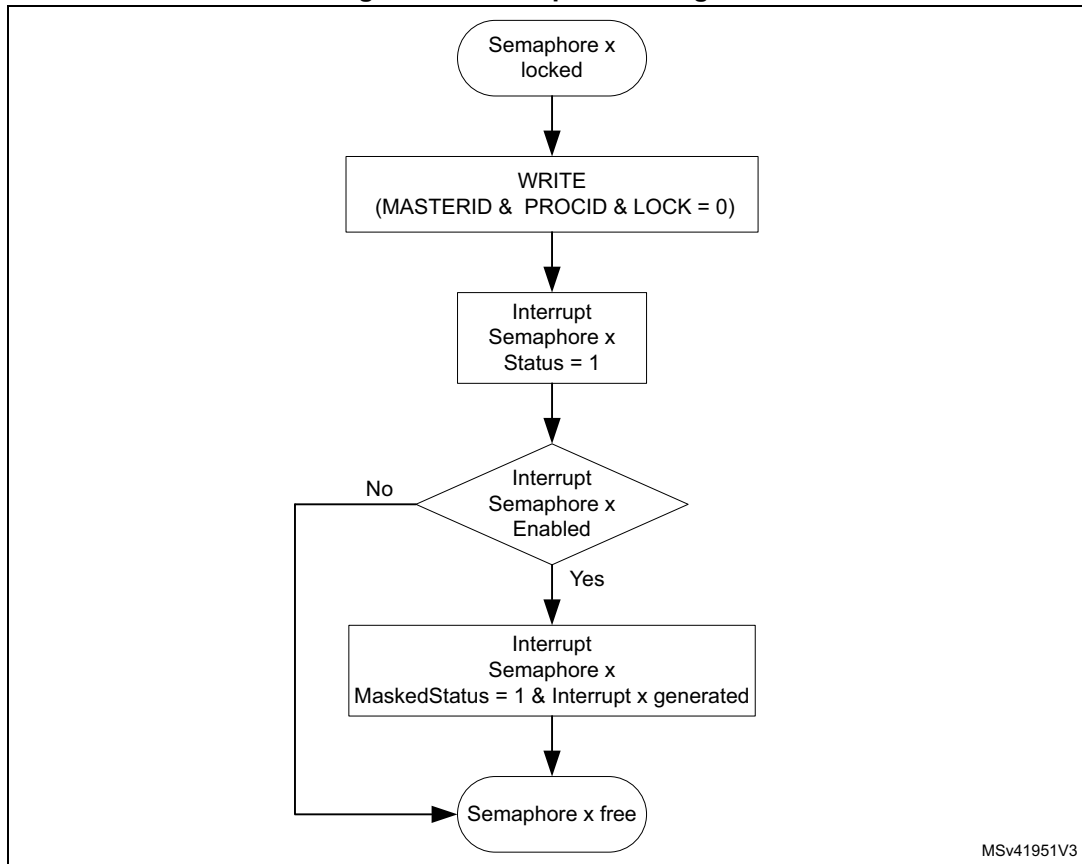 Semaphore x
locked
WRITE
(MASTERID & PROCID & LOCK = 0)
Interrupt
Semaphore x
Status = 1
Interrupt
Semaphore x
Enabled
No
Yes
Interrupt
Semaphore x
MaskedStatus = 1 & Interrupt x generated
Semaphore x free
MSv41951V3